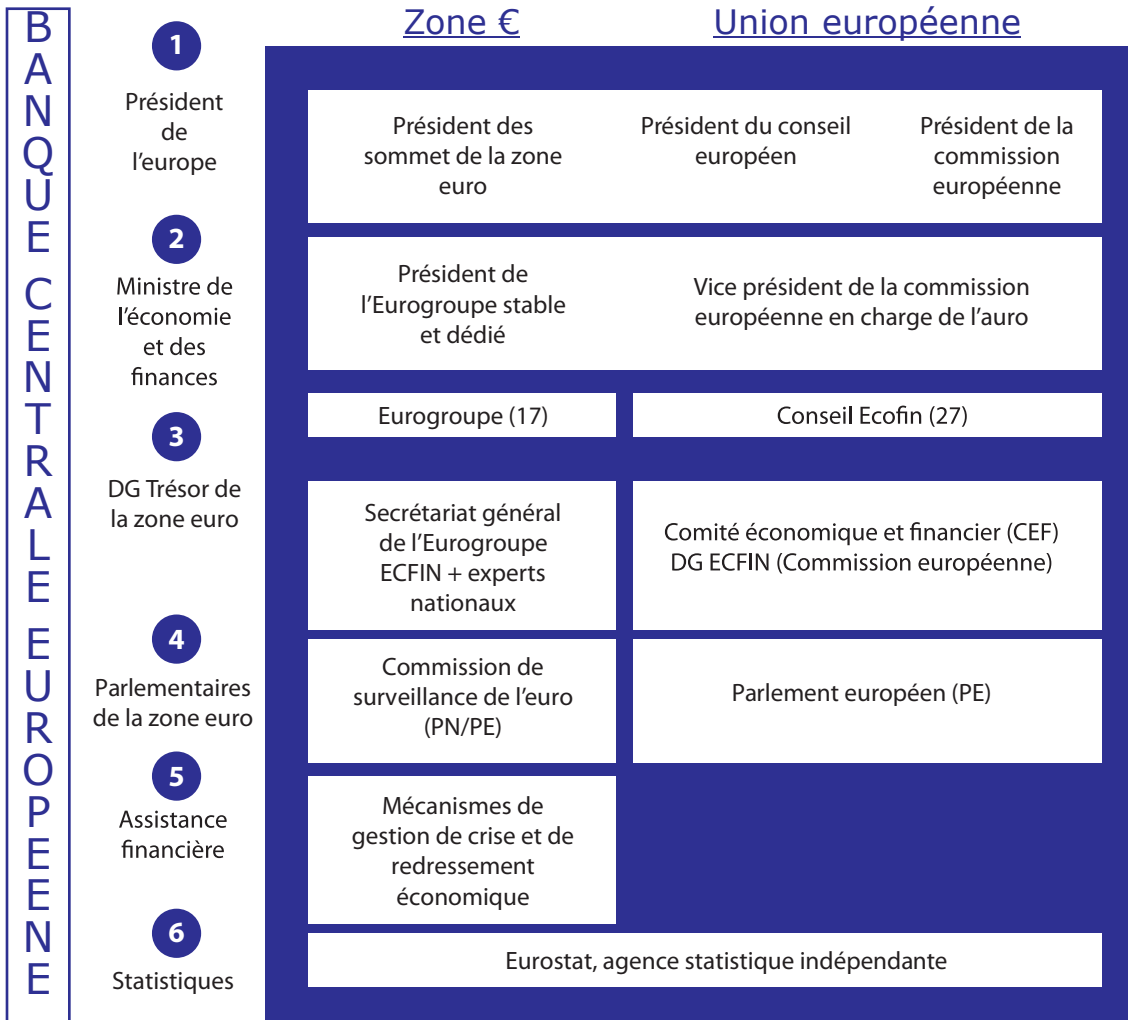 BANQUE CENTRALE EUROPEENE
Zone €
Union européenne
1
Président
de
l'europe
Président des
sommet de la zone
euro
Président du conseil
européen
Président de la
commission
européenne
2
Ministre de
l'économie
et des
finances
Président de
l'Eurogroupe stable
et dédié
Vice président de la commission
européenne en charge de l'auro
3
DG Trésor de
la zone euro
Eurogroupe (17)
Conseil Ecofin (27)
Secrétariat général
de l'Eurogroupe
ECFIN + experts
nationaux
Comité économique et financier (CEF)
DG ECFIN (Commission européenne)
4
Parlementaires
de la zone euro
Commission de
surveillance de l'euro
(PN/PE)
Parlement européen (PE)
5
Assistance
financière
Mécanismes de
gestion de crise et de
redressement
économique
6
Statistiques
Eurostat, agence statistique indépendante